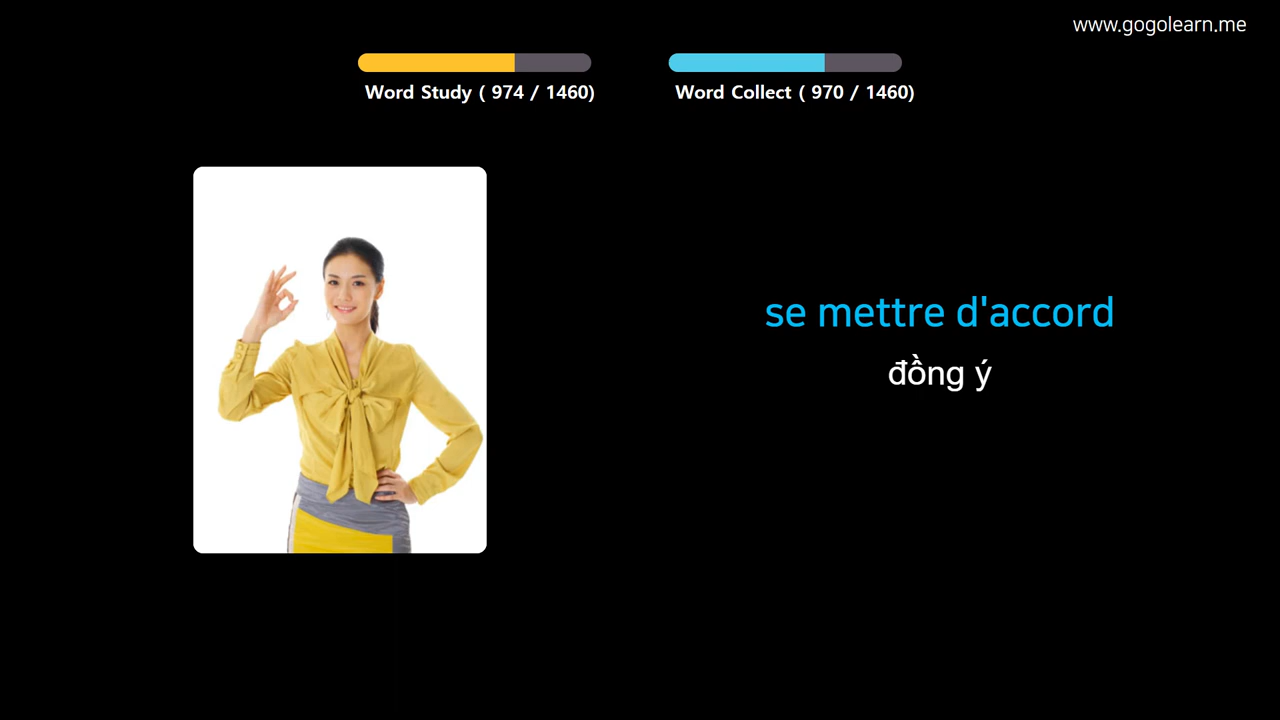 www.gogolearn.me
Word Study ( 974 / 1460)
Word Collect ( 970 / 1460)
se mettre d'accord
đồng ý